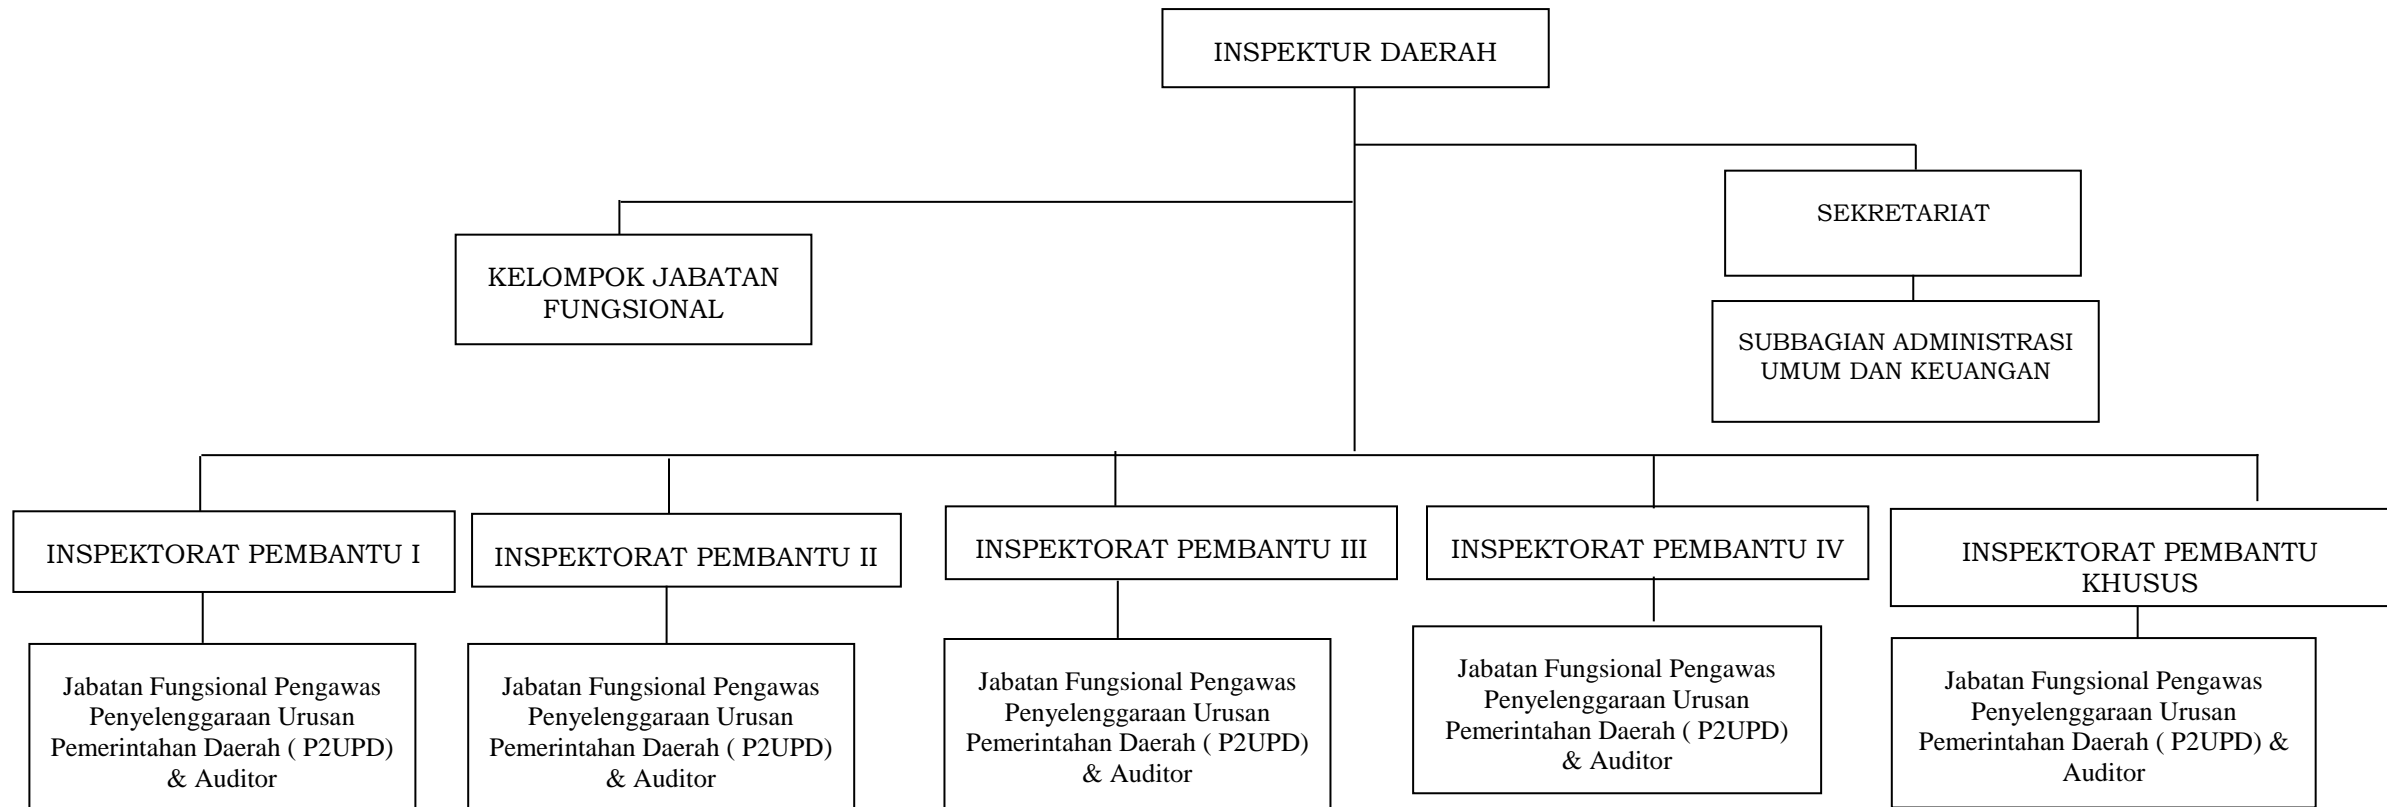 INSPEKTUR DAERAH
SEKRETARIAT
KELOMPOK JABATAN
FUNGSIONAL
SUBBAGIAN ADMINISTRASI
UMUM DAN KEUANGAN
INSPEKTORAT PEMBANTU I
INSPEKTORAT PEMBANTU II
INSPEKTORAT PEMBANTU III
INSPEKTORAT PEMBANTU IV
INSPEKTORAT PEMBANTU
KHUSUS
Jabatan Fungsional Pengawas
Penyelenggaraan Urusan
Pemerintahan Daerah ( P2UPD)
& Auditor
Jabatan Fungsional Pengawas
Penyelenggaraan Urusan
Pemerintahan Daerah ( P2UPD)
& Auditor
Jabatan Fungsional Pengawas
Penyelenggaraan Urusan
Pemerintahan Daerah ( P2UPD)
& Auditor
Jabatan Fungsional Pengawas
Penyelenggaraan Urusan
Pemerintahan Daerah ( P2UPD)
& Auditor
Jabatan Fungsional Pengawas
Penyelenggaraan Urusan
Pemerintahan Daerah ( P2UPD) &
Auditor